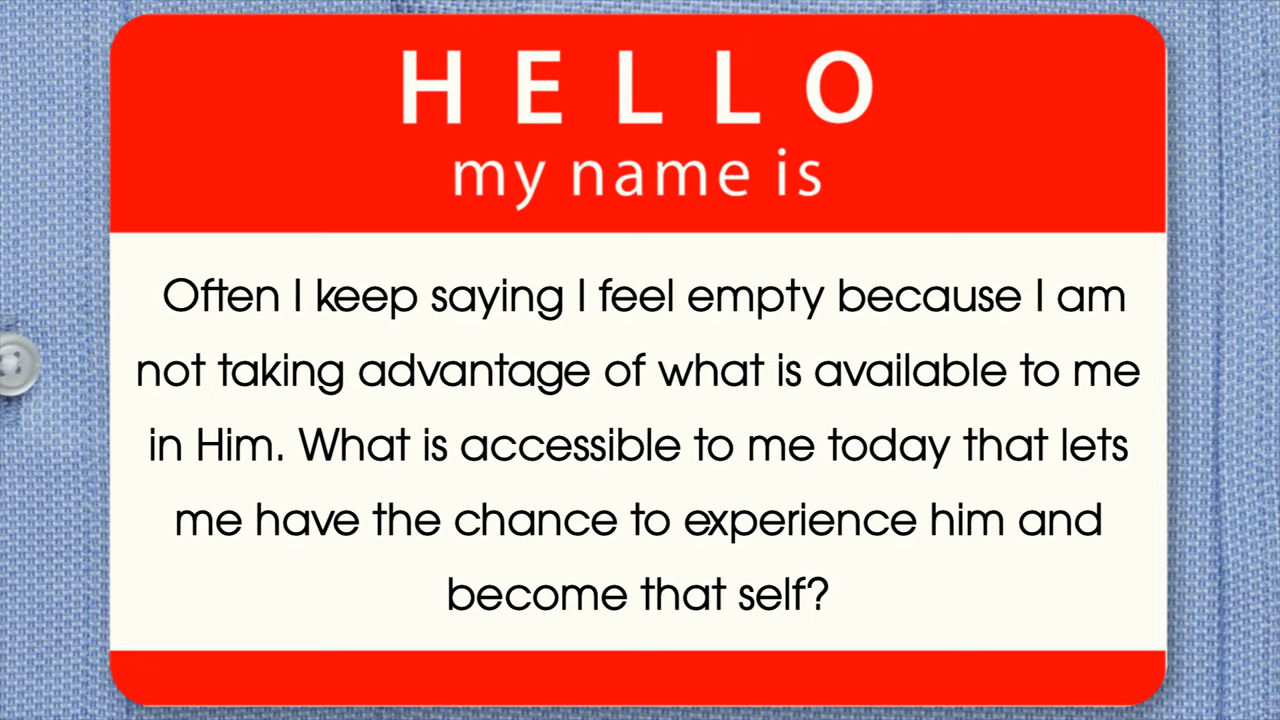 HELLO
my name is
Often I keep saying I feel empty because I am
not taking advantage of what is available to me
in Him. What is accessible to me today that lets
me have the chance to experience him and
become that self?